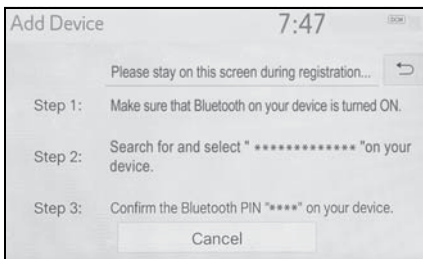 Add Device
7:47
DCM
Please stay on this screen during registration...
Step 1:
Make sure that Bluetooth on your device is turned ON.
Step 2:
Search for and select " ************* "on your
device.
Step 3:
Confirm the Bluetooth PIN "****" on your device.
Cancel